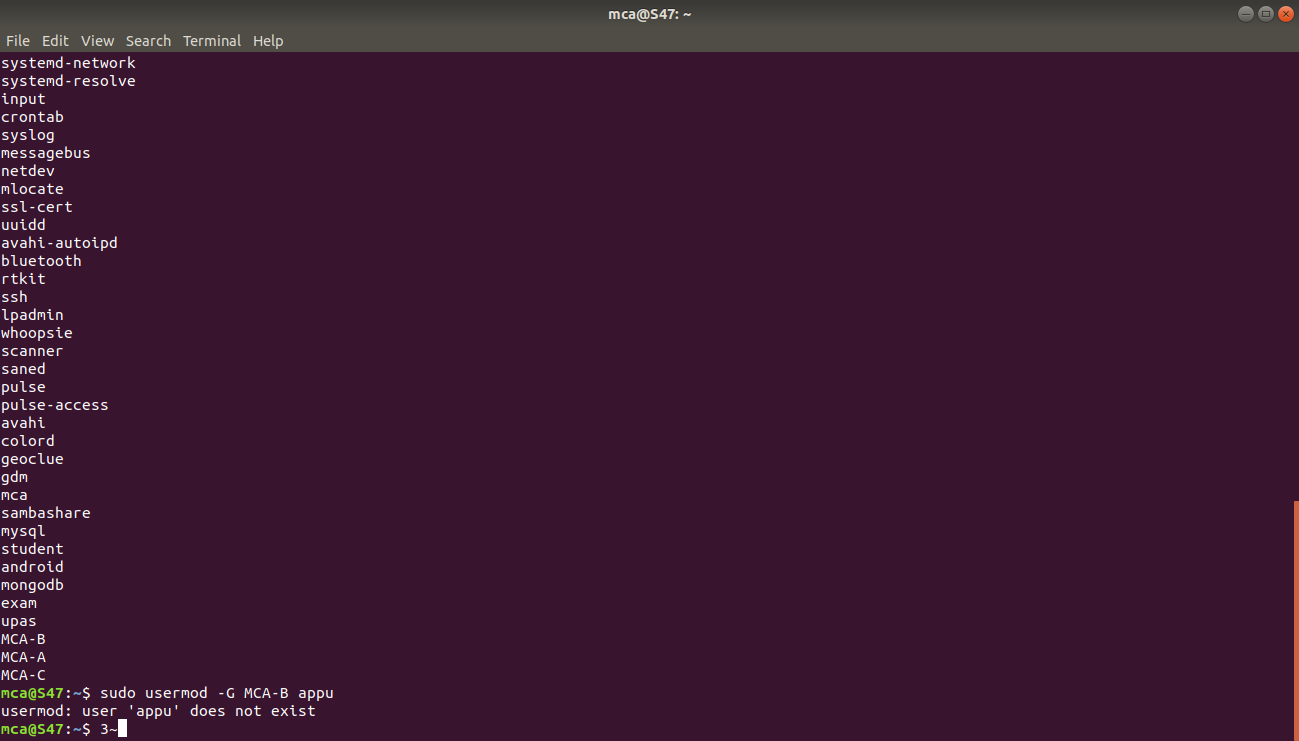 mca@S47: ~
File Edit View Search Terminal Help
systemd-network
systemd-resolve
input
crontab
syslog
messagebus
netdev
mlocate
ssl-cert
uuidd
avahi-autoipd
bluetooth
rtkit
ssh
lpadmin
whoopsie
scanner
saned
pulse
pulse-access
avahi
colord
geoclue
gdm
mca
sambashare
mysql
student
android
mongodb
exam
upas
MCA-B
MCA-A
MCA-C
mca@S47:~$ sudo usermod -G MCA-B appu
usermod: user 'appu' does not exist
mca@S47:~$ 3~